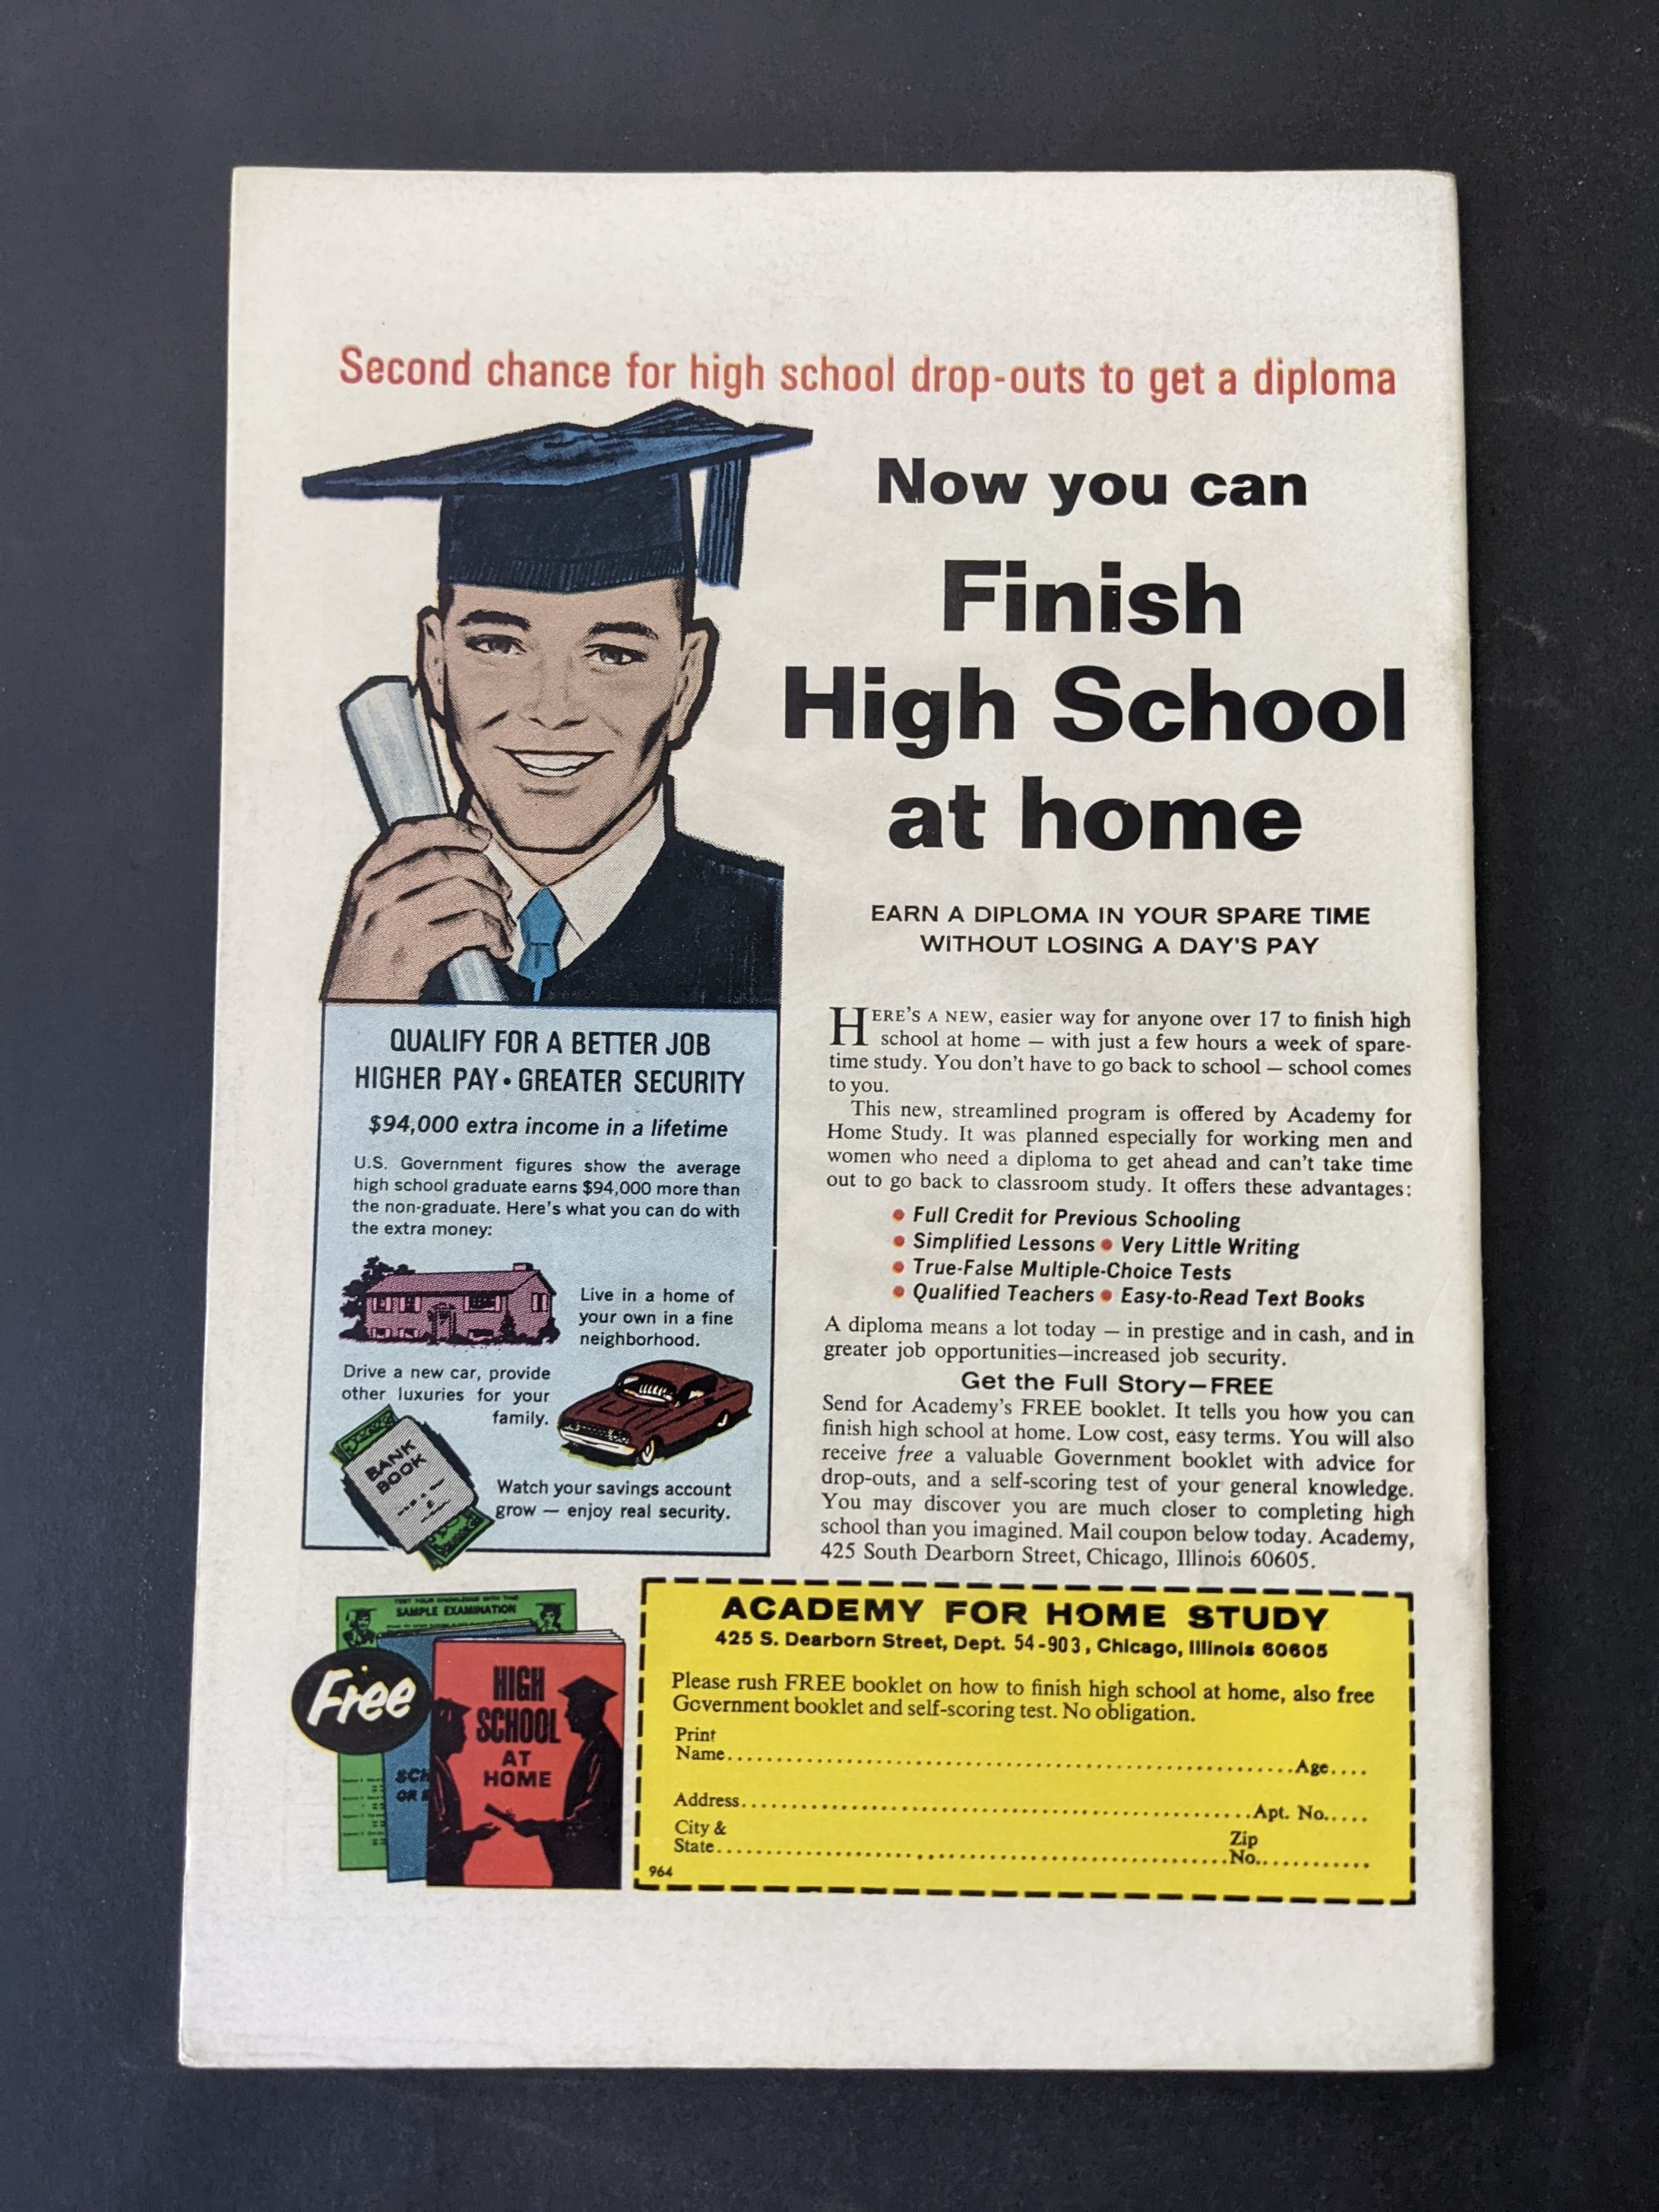 Second chance for high school drop-outs to get a diploma
Now you can
Finish
High School
at home
EARN A DIPLOMA IN YOUR SPARE TIME
WITHOUT LOSING A DAY'S PAY
QUALIFY FOR A BETTER JOB
HIGHER PAY • GREATER SECURITY
$94,000 extra income in a lifetime
U.S. Government figures show the average
high school graduate earns $94,000 more than
the non-graduate. Here's what you can do with
the extra money:
Live in a home of
your own in a fine
neighborhood.
Drive a new car, provide
other luxuries for your
family.
BANK
BOOK
Watch your savings account
grow — enjoy real security.
HERE'S A NEW, easier way for anyone over 17 to finish high
school at home — with just a few hours a week of spare-
time study. You don't have to go back to school — school comes
to you.
This new, streamlined program is offered by Academy for
Home Study. It was planned especially for working men and
women who need a diploma to get ahead and can't take time
out to go back to classroom study. It offers these advantages:
• Full Credit for Previous Schooling
• Simplified Lessons • Very Little Writing
• True-False Multiple-Choice Tests
• Qualified Teachers • Easy-to-Read Text Books
A diploma means a lot today — in prestige and in cash, and in
greater job opportunities—increased job security.
Get the Full Story—FREE
Send for Academy's FREE booklet. It tells you how you can
finish high school at home. Low cost, easy terms. You will also
receive free a valuable Government booklet with advice for
drop-outs, and a self-scoring test of your general knowledge.
You may discover you are much closer to completing high
school than you imagined. Mail coupon below today. Academy,
425 South Dearborn Street, Chicago, Illinois 60605.
TEST YOUR KNOWLEDGE WITH THIS
SAMPLE EXAMINATION
Free
SCH
OR
HIGH
SCHOOL
AT
HOME
ACADEMY FOR HOME STUDY
425 S. Dearborn Street, Dept. 54-903, Chicago, Illinois 60605
Please rush FREE booklet on how to finish high school at home, also free
Government booklet and self-scoring test. No obligation.
Print
Name..........Age....
Address..........Apt. No.....
City &
State..........Zip
No...........
964